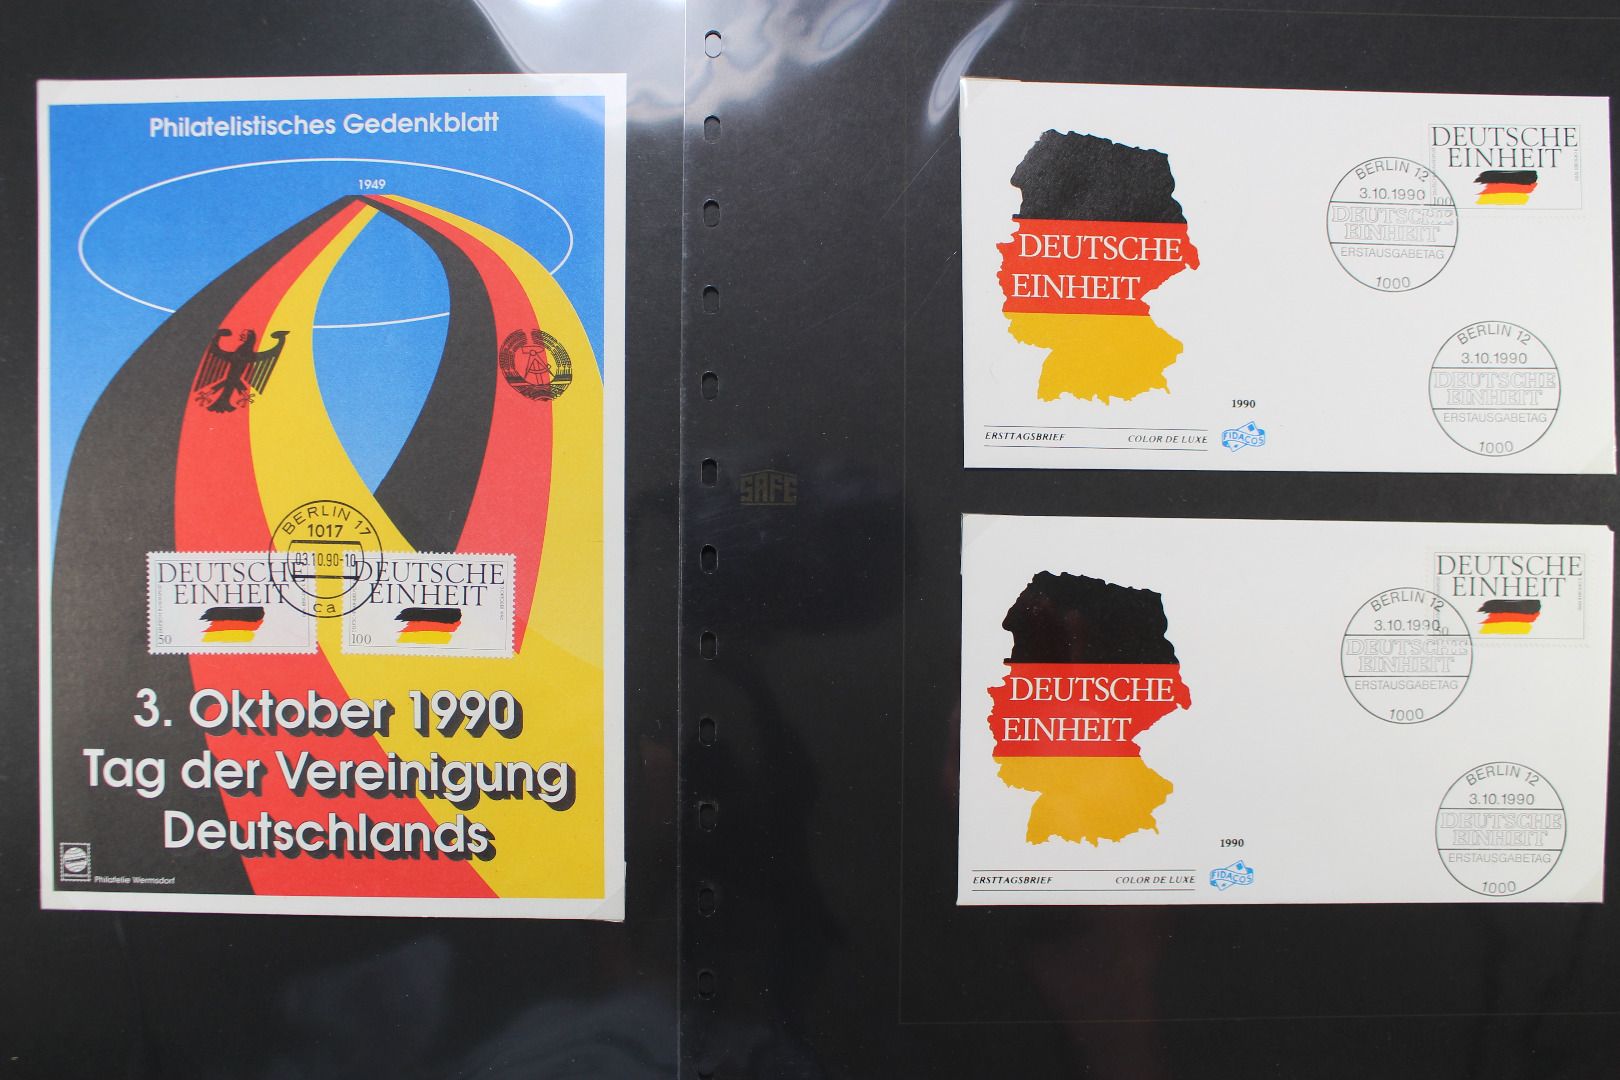 Philatelistisches Gedenkblatt
1949
BERLIN 17
1017
03.10.90-10
ca
DEUTSCHE
EINHEIT
50
DEUTSCHE
EINHEIT
100
3. Oktober 1990
Tag der Vereinigung
Deutschlands
Philatelie Wermsdorf
SAFE
DEUTSCHE
EINHEIT
1990
ERSTTAGSBRIEF
COLOR DE LUXE
FIDACOS
DEUTSCHE
EINHEIT
100
BERLIN 12
3.10.1990
DEUTSCHE
EINHEIT
ERSTAUSGABETAG
1000
BERLIN 12
3.10.1990
DEUTSCHE
EINHEIT
ERSTAUSGABETAG
1000
DEUTSCHE
EINHEIT
1990
ERSTTAGSBRIEF
COLOR DE LUXE
FIDACOS
DEUTSCHE
EINHEIT
50
BERLIN 12
3.10.1990
DEUTSCHE
EINHEIT
ERSTAUSGABETAG
1000
BERLIN 12
3.10.1990
DEUTSCHE
EINHEIT
ERSTAUSGABETAG
1000